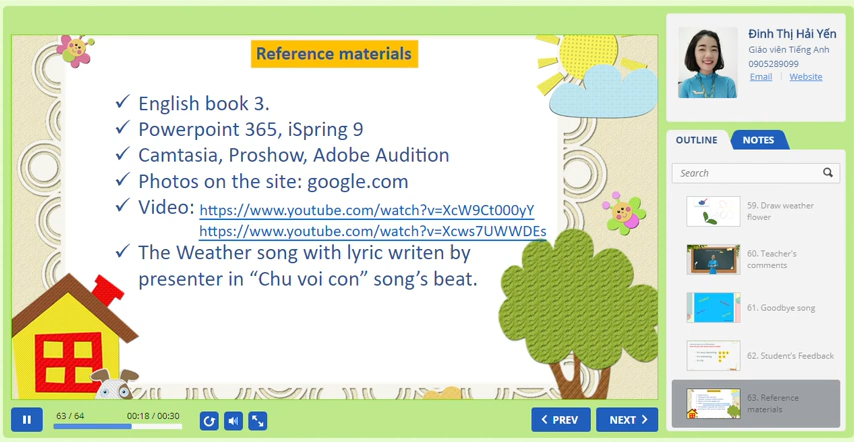 Reference materials
✓ English book 3.
✓ Powerpoint 365, iSpring 9
✓ Camtasia, Proshow, Adobe Audition
✓ Photos on the site: google.com
✓ Video: https://www.youtube.com/watch?v=XcW9Ct000yY
https://www.youtube.com/watch?v=Xcws7UWWDEs
✓ The Weather song with lyric writen by
presenter in “Chu voi con” song’s beat.
63 / 64
00:18 / 00:30
PREV
NEXT
Đinh Thị Hải Yến
Giáo viên Tiếng Anh
0905289099
Email | Website
OUTLINE
NOTES
Search
59. Draw weather
flower
60. Teacher's
comments
61. Goodbye song
62. Student's Feedback
63. Reference
materials